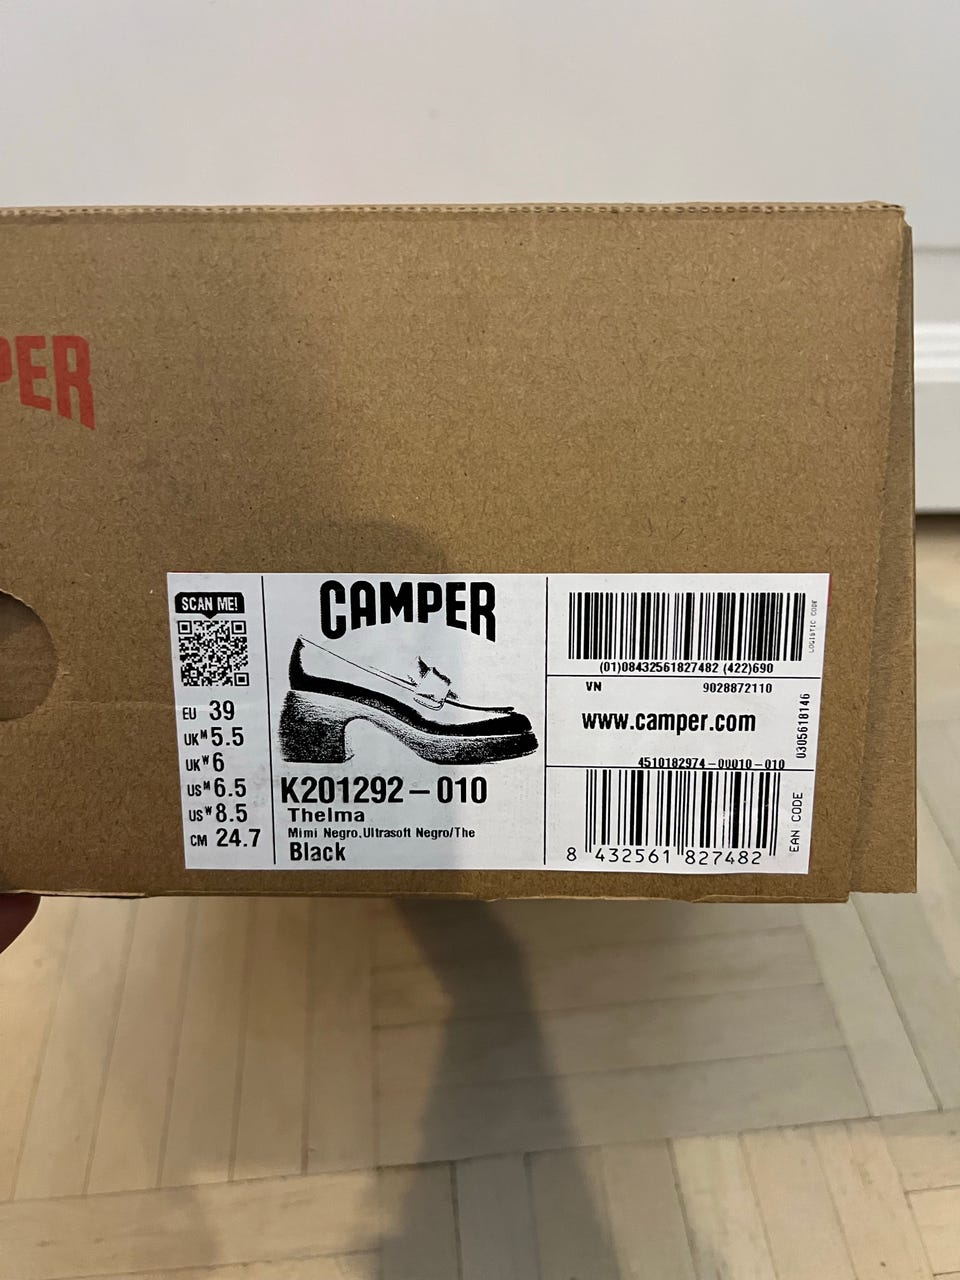 PER
SCAN ME!
EU 39
UK M 5.5
UK W 6
US M 6.5
US W 8.5
CM 24.7
CAMPER
K201292-010
Thelma
Mimi Negro.Ultrasoft Negro/The
Black
(01)08432561827482 (422)690
LOGISTIC CODE
VN 9028872110
www.camper.com
4510182974-00010-010
0305618146
8 432561 827482
EAN CODE